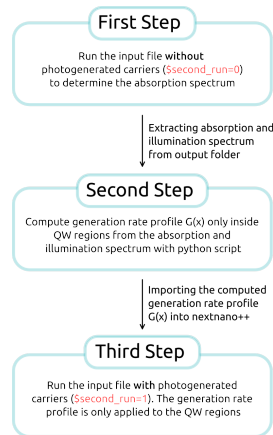 First Step
Run the input file without
photogenerated carriers ($second_run=0)
to determine the absorption spectrum
Extracting absorption and
illumination spectrum
from output folder
Second Step
Compute generation rate profile G(x) only inside
QW regions from the absorption and
illumination spectrum with python script
Importing the computed
generation rate profile
G(x) into nextnano++
Third Step
Run the input file with photogenerated
carriers ($second_run=1). The generation rate
profile is only applied to the QW regions